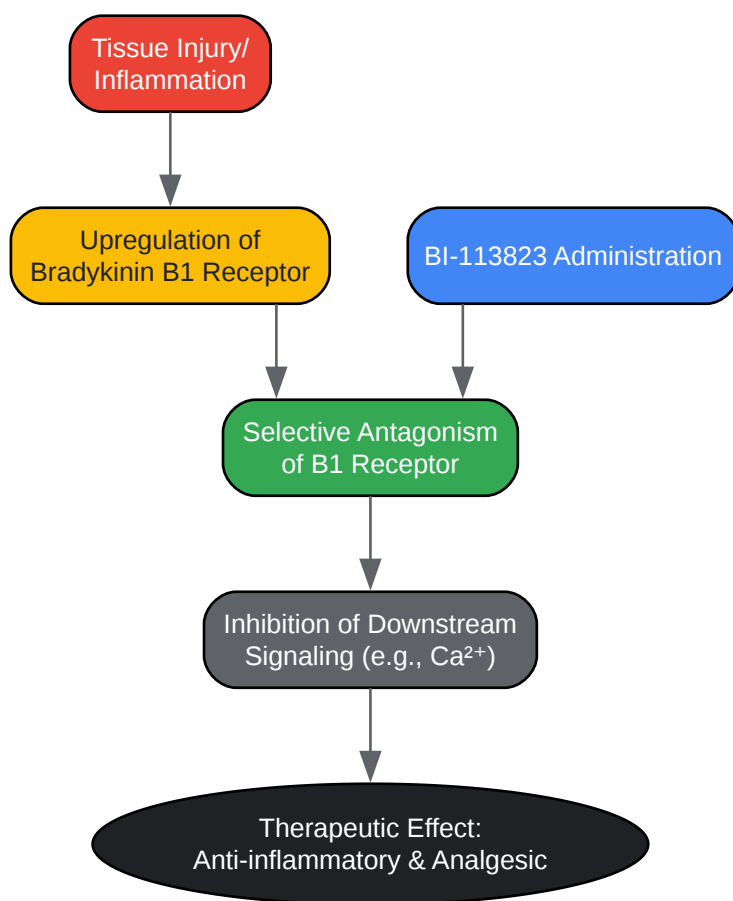 Tissue Injury/
Inflammation
Upregulation of
Bradykinin B1 Receptor
BI-113823 Administration
Selective Antagonism
of B1 Receptor
Inhibition of Downstream
Signaling (e.g., Ca²⁺)
Therapeutic Effect:
Anti-inflammatory & Analgesic